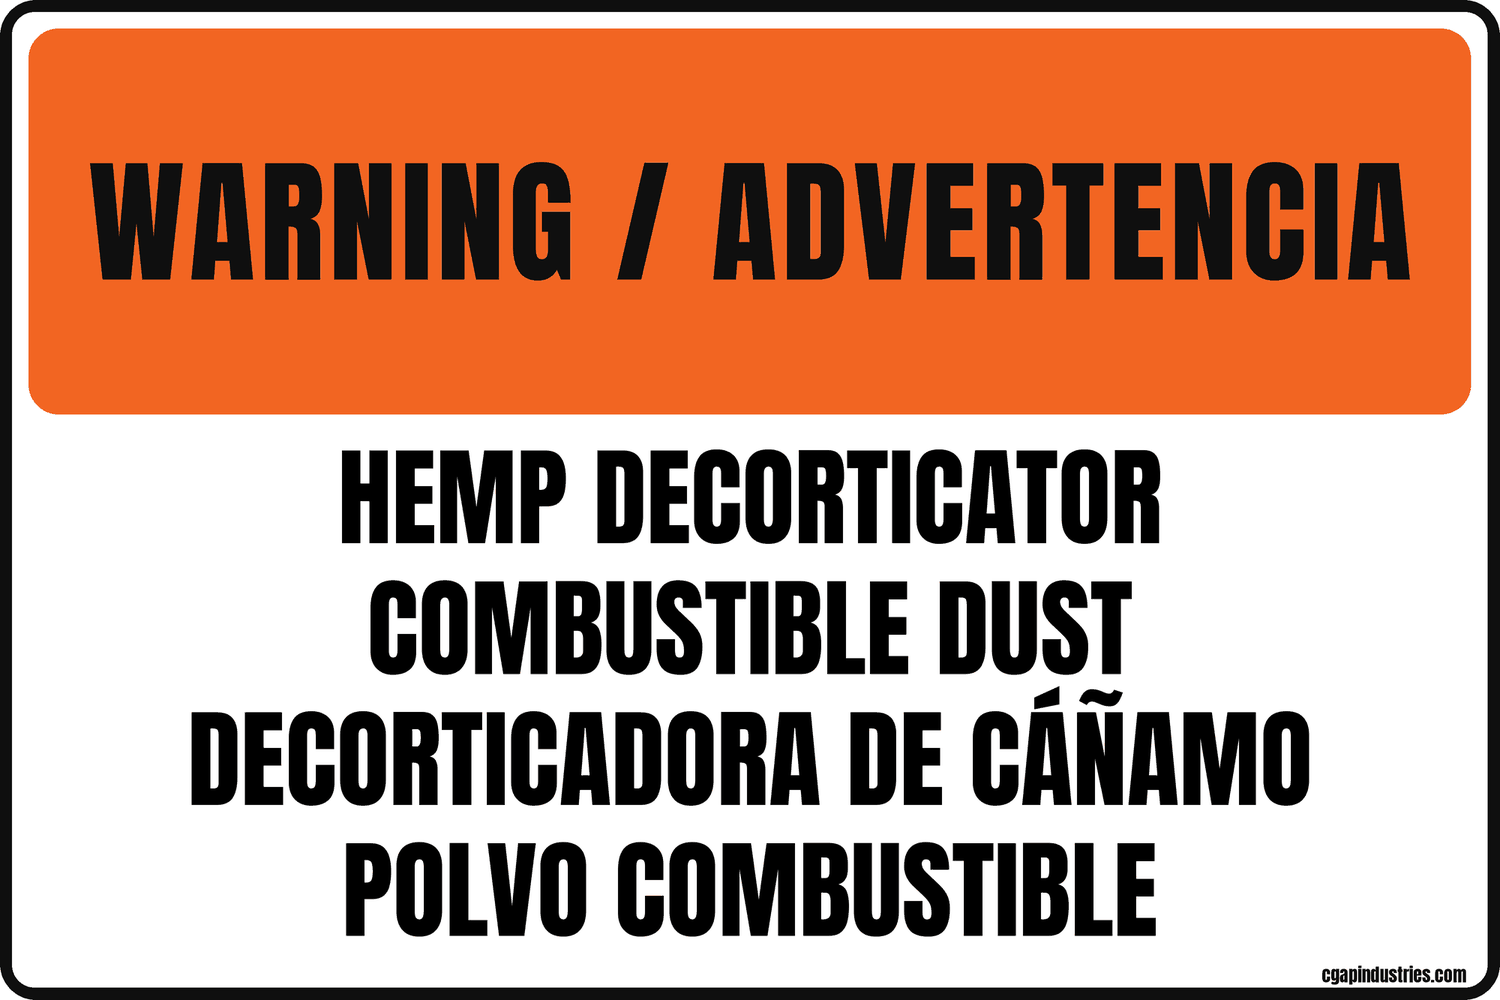 WARNING / ADVERTENCIA
HEMP DECORTICATOR
COMBUSTIBLE DUST
DECORTICADORA DE CÁÑAMO
POLVO COMBUSTIBLE
cgapindustries.com